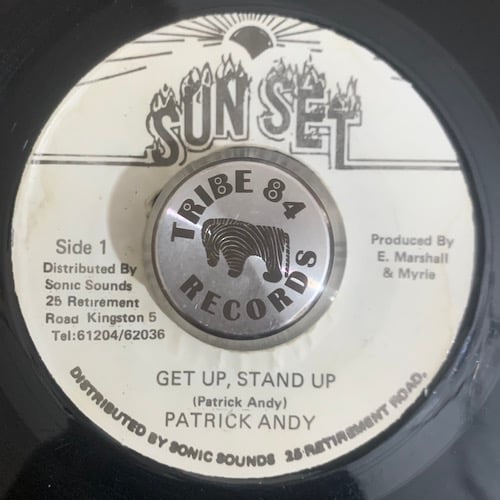 SUN SET
TRIBE 84
RECORDS
Side 1
Distributed By
Sonic Sounds
25 Retirement
Road Kingston 5
Tel:61204/62036
Produced By
E. Marshall
& Myrie
GET UP, STAND UP
(Patrick Andy)
PATRICK ANDY
DISTRIBUTED BY SONIC SOUNDS 25 RETIREMENT ROAD,